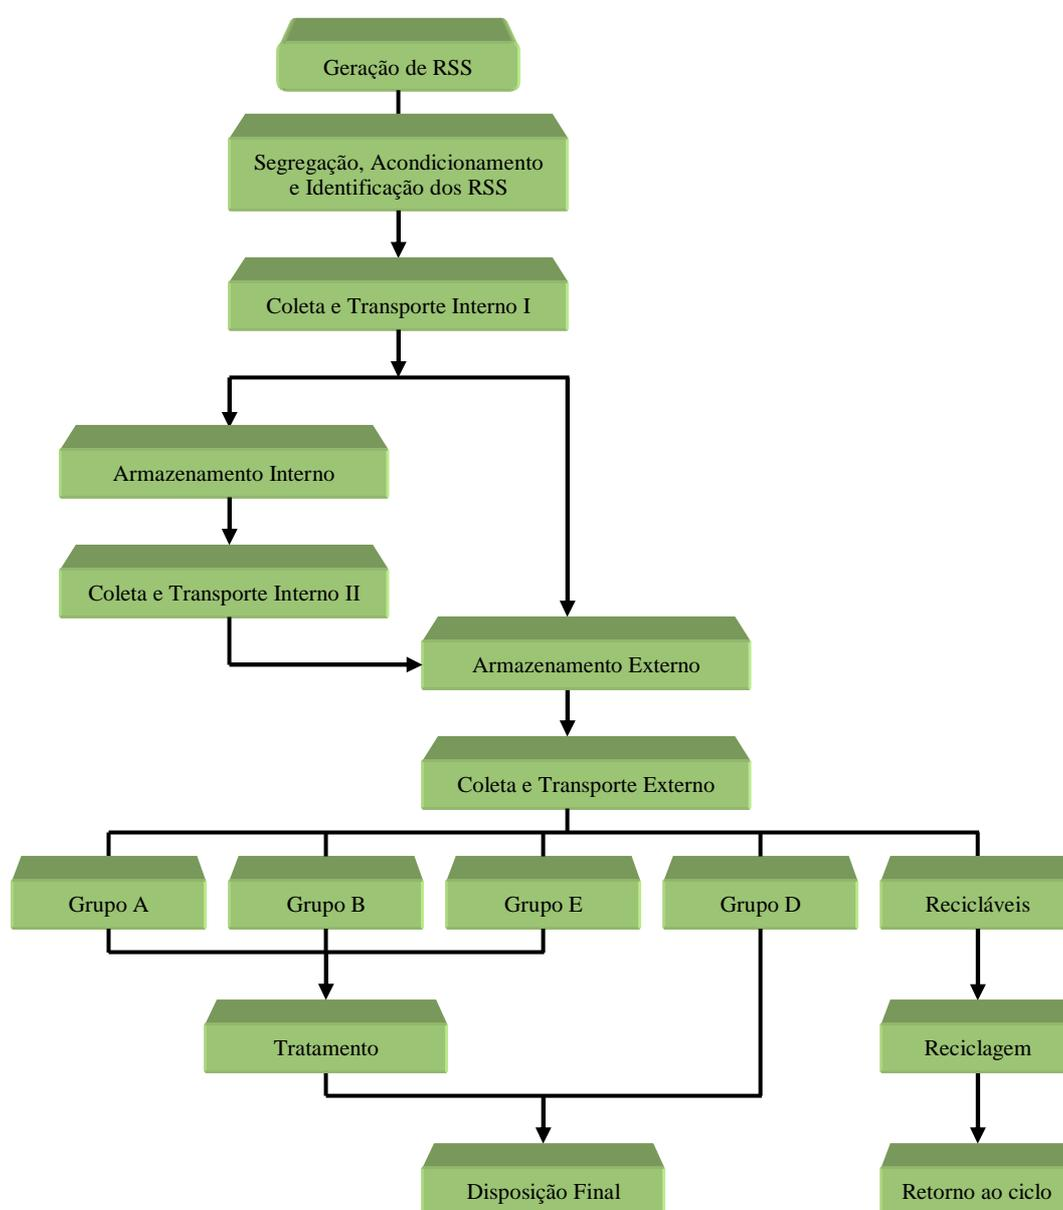 Geração de RSS
Segregação, Acondicionamento
e Identificação dos RSS
Coleta e Transporte Interno I
Armazenamento Interno
Coleta e Transporte Interno II
Armazenamento Externo
Coleta e Transporte Externo
Grupo A
Grupo B
Grupo E
Grupo D
Recicláveis
Tratamento
Reciclagem
Disposição Final
Retorno ao ciclo